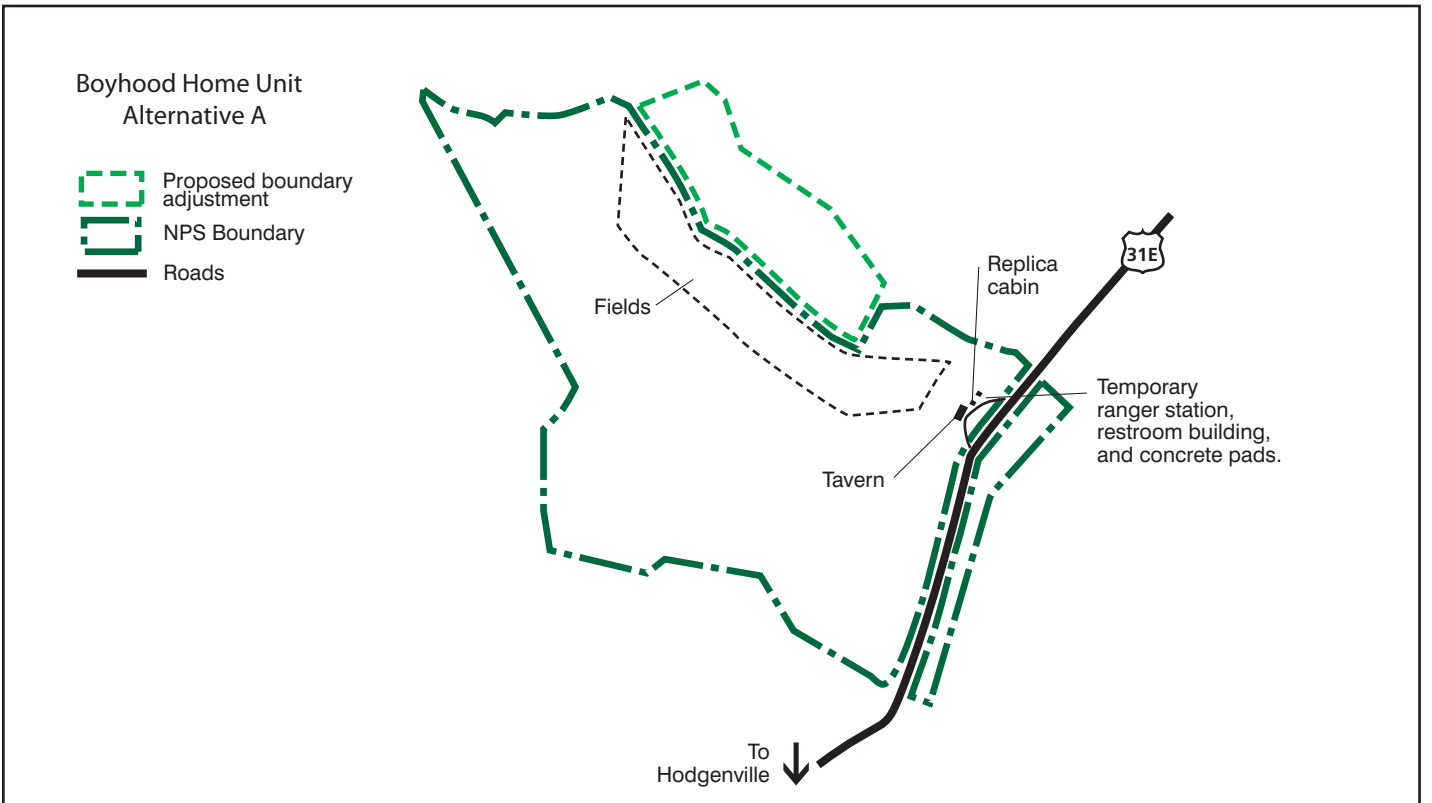 Boyhood Home Unit
Alternative A
Proposed boundary
adjustment
NPS Boundary
Roads
Fields
Replica
cabin
31E
Temporary
ranger station,
restroom building,
and concrete pads.
Tavern
To
Hodgenville